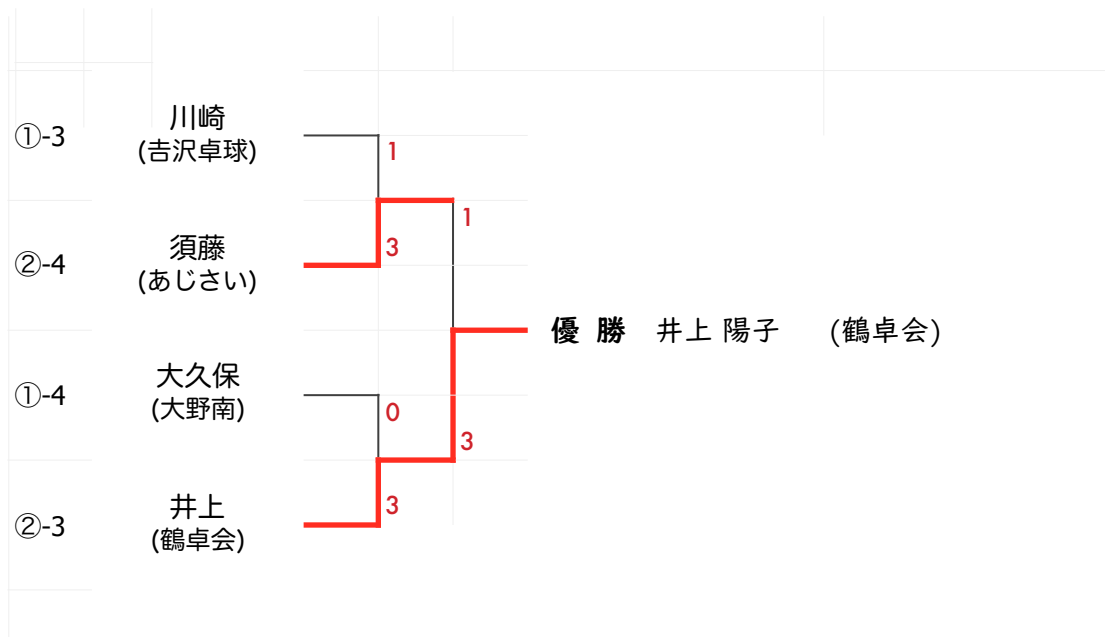 ①-3
川崎
(吉沢卓球)
1
1
②-4
須藤
(あじさい)
3
優 勝 井上 陽子 (鶴卓会)
①-4
大久保
(大野南)
0
3
②-3
井上
(鶴卓会)
3